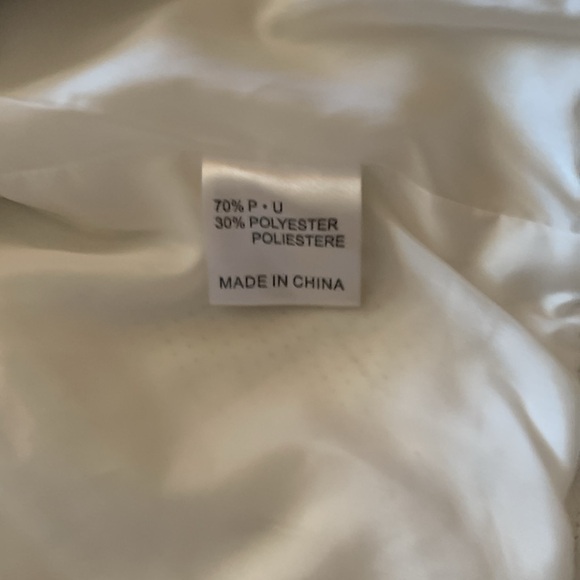 70% P • U
30% POLYESTER
POLIESTERE
MADE IN CHINA